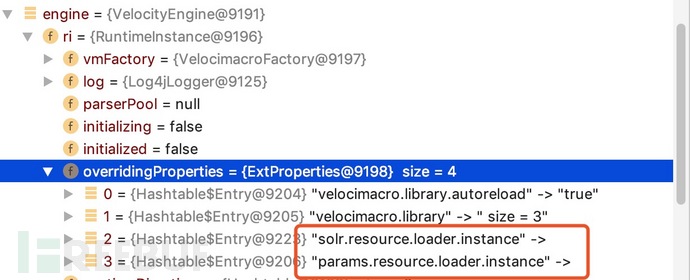 engine = {VelocityEngine@9191}
f ri = {RuntimeInstance@9196}
f vmFactory = {VelocimacroFactory@9197}
f log = {Log4jLogger@9125}
f parserPool = null
f initializing = false
f initialized = false
f overridingProperties = {ExtProperties@9198} size = 4
0 = {Hashtable$Entry@9204} "velocimacro.library.autoreload" -> "true"
1 = {Hashtable$Entry@9205} "velocimacro.library" -> " size = 3"
2 = {Hashtable$Entry@9223} "solr.resource.loader.instance" ->
3 = {Hashtable$Entry@9206} "params.resource.loader.instance" ->